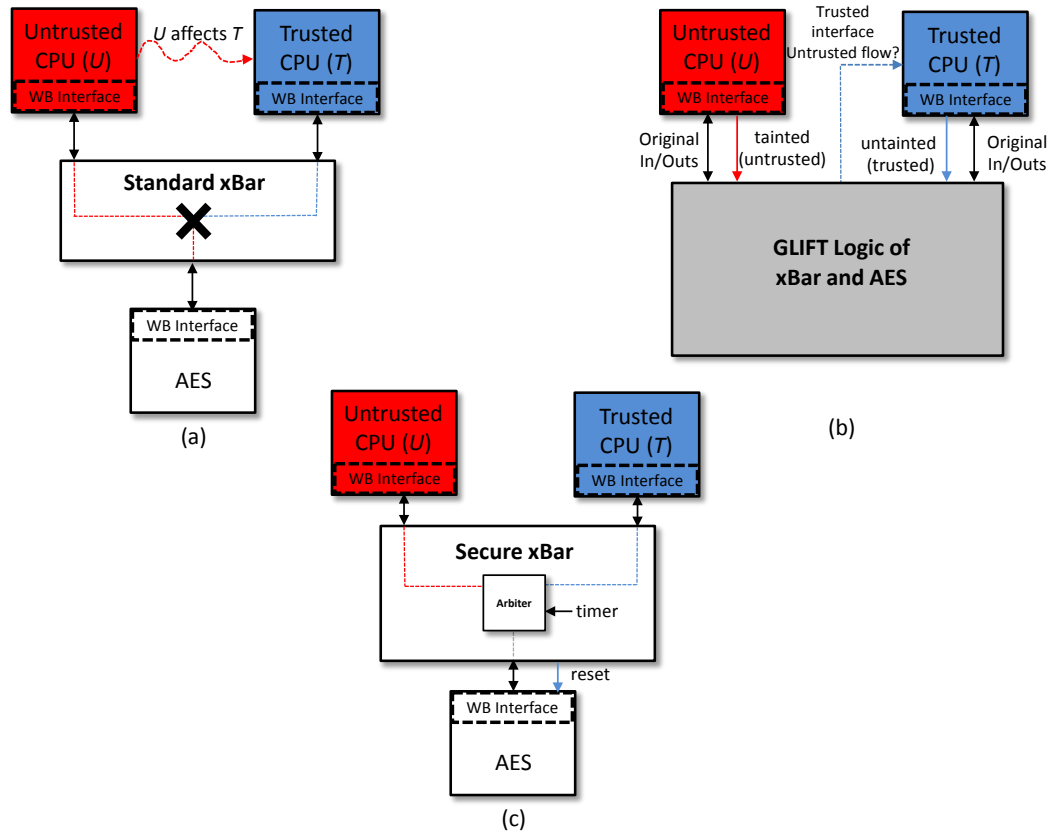 Untrusted
CPU (U)
WB Interface
U affects T
Trusted
CPU (T)
WB Interface
Standard xBar
WB Interface
AES
(a)
Untrusted
CPU (U)
WB Interface
Trusted
interface
Untrusted flow?
Trusted
CPU (T)
WB Interface
Original
In/Outs
tainted
(untrusted)
untainted
(trusted)
Original
In/Outs
GLIFT Logic of
xBar and AES
(b)
Untrusted
CPU (U)
WB Interface
Trusted
CPU (T)
WB Interface
Secure xBar
Arbiter
timer
reset
WB Interface
AES
(c)